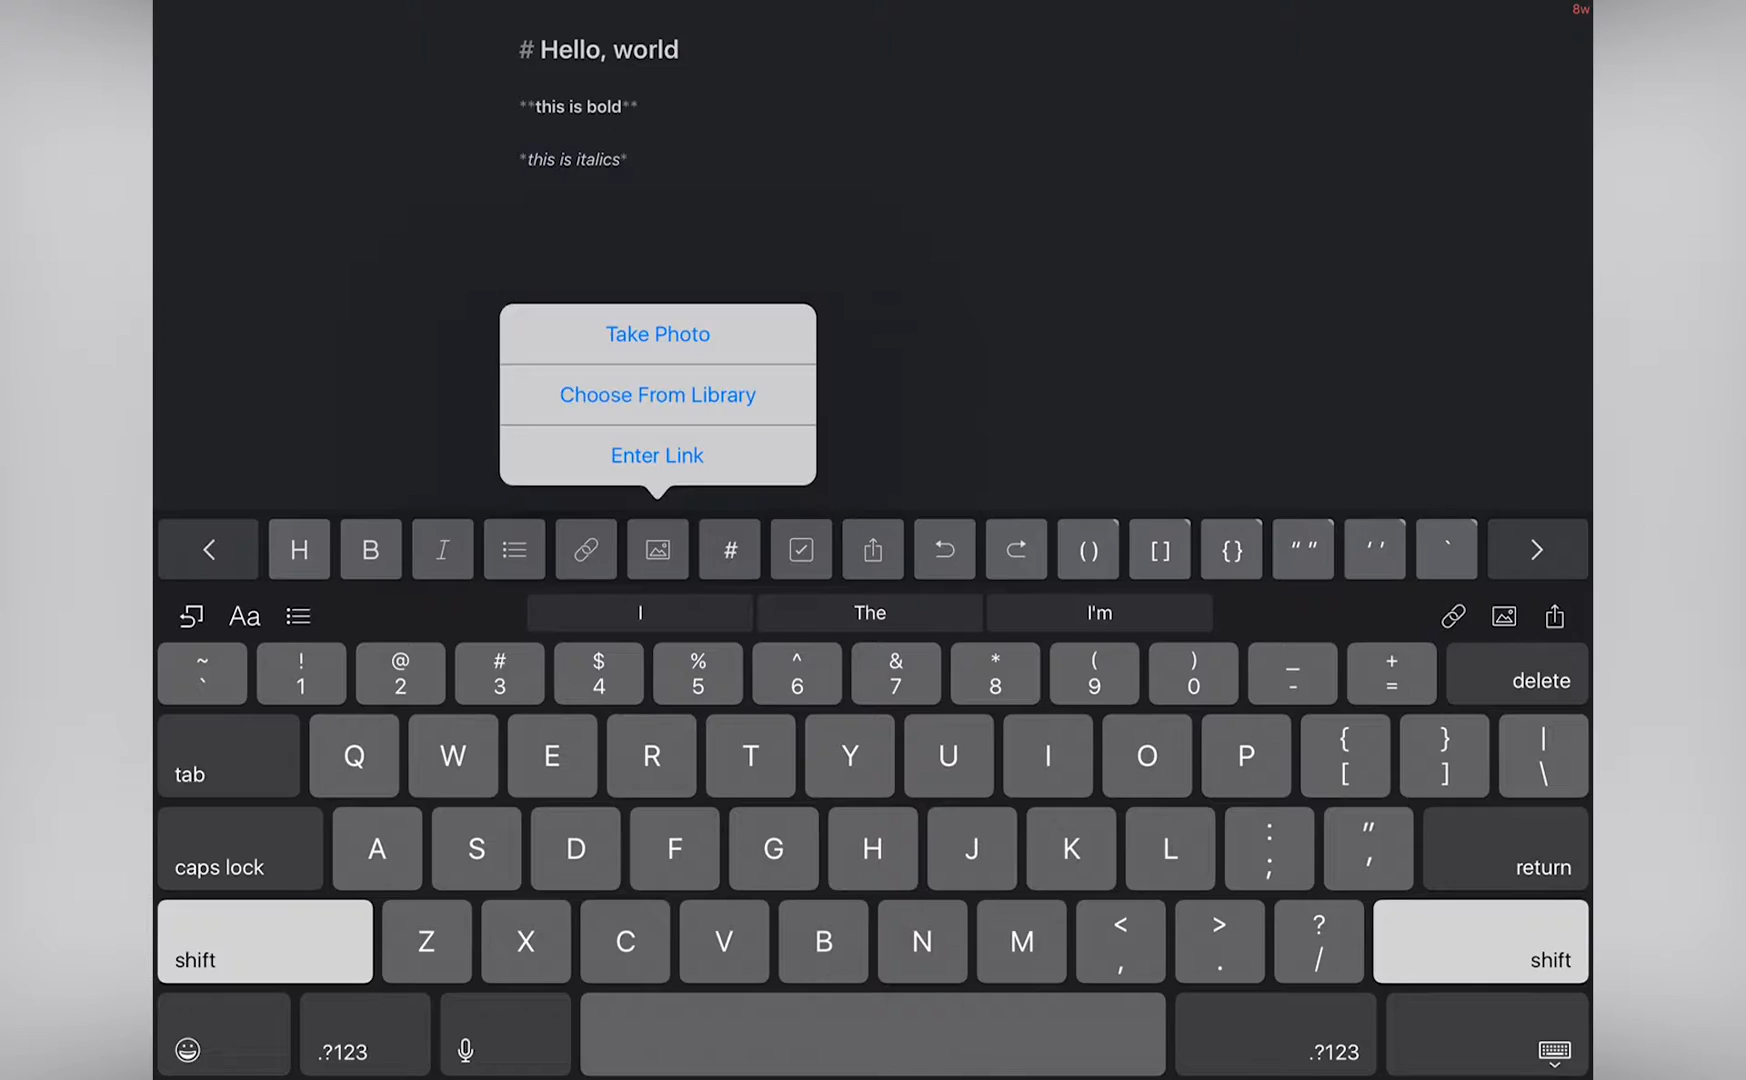 8w
# Hello, world
**this is bold**
*this is italics*
Take Photo
Choose From Library
Enter Link
H B I # ( ) [ ] { } " " ' ' `
Aa I The I'm
~ ! @ # $ % ^ & * ( ) _ +
` 1 2 3 4 5 6 7 8 9 0 - = delete
tab Q W E R T Y U I O P { [ } ] | \
caps lock A S D F G H J K L : ; " ' return
shift Z X C V B N M < , > . ? / shift
.?123 .?123